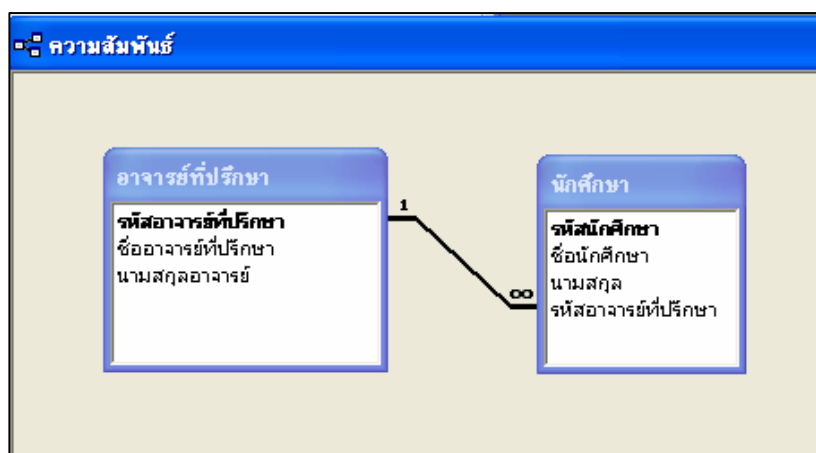 ความสัมพันธ์
อาจารย์ที่ปรึกษา
รหัสอาจารย์ที่ปรึกษา
ชื่ออาจารย์ที่ปรึกษา
นามสกุลอาจารย์
1
∞
นักศึกษา
รหัสนักศึกษา
ชื่อนักศึกษา
นามสกุล
รหัสอาจารย์ที่ปรึกษา